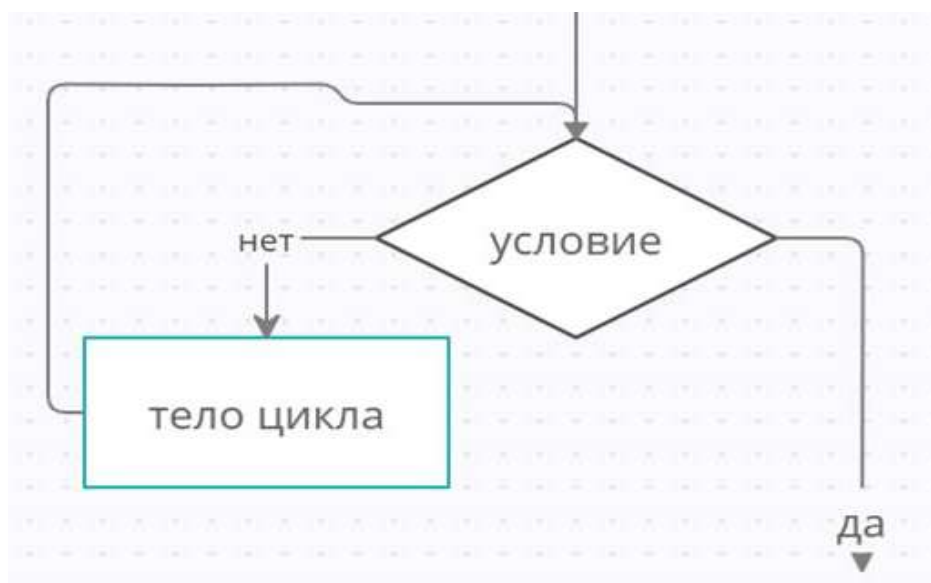 условие
нет
тело цикла
да